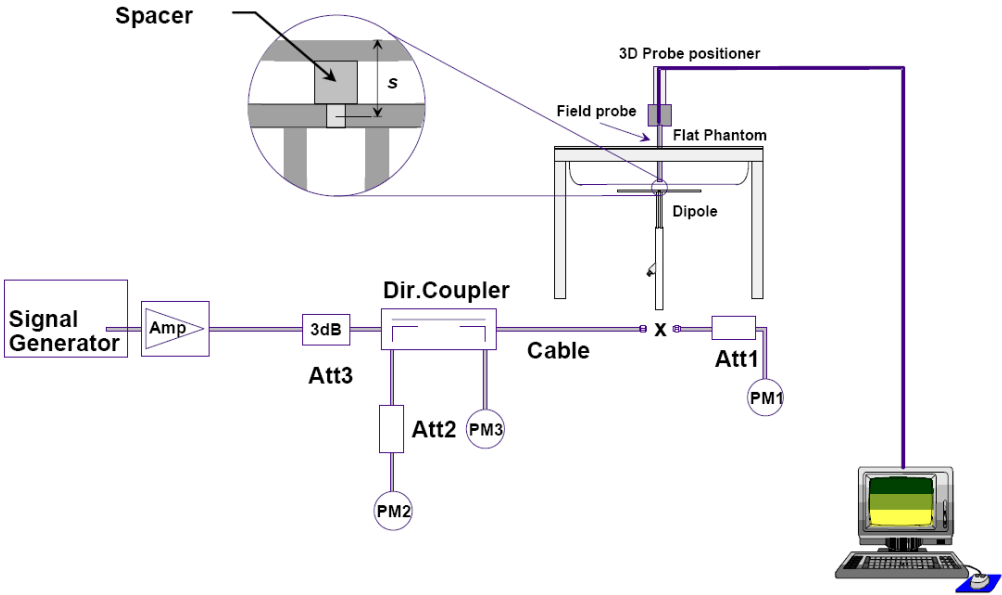 Spacer
s
3D Probe positioner
Field probe
Flat Phantom
Dipole
Dir.Coupler
Signal
Generator
Amp
3dB
x
Cable
Att1
Att3
PM1
Att2
PM3
PM2